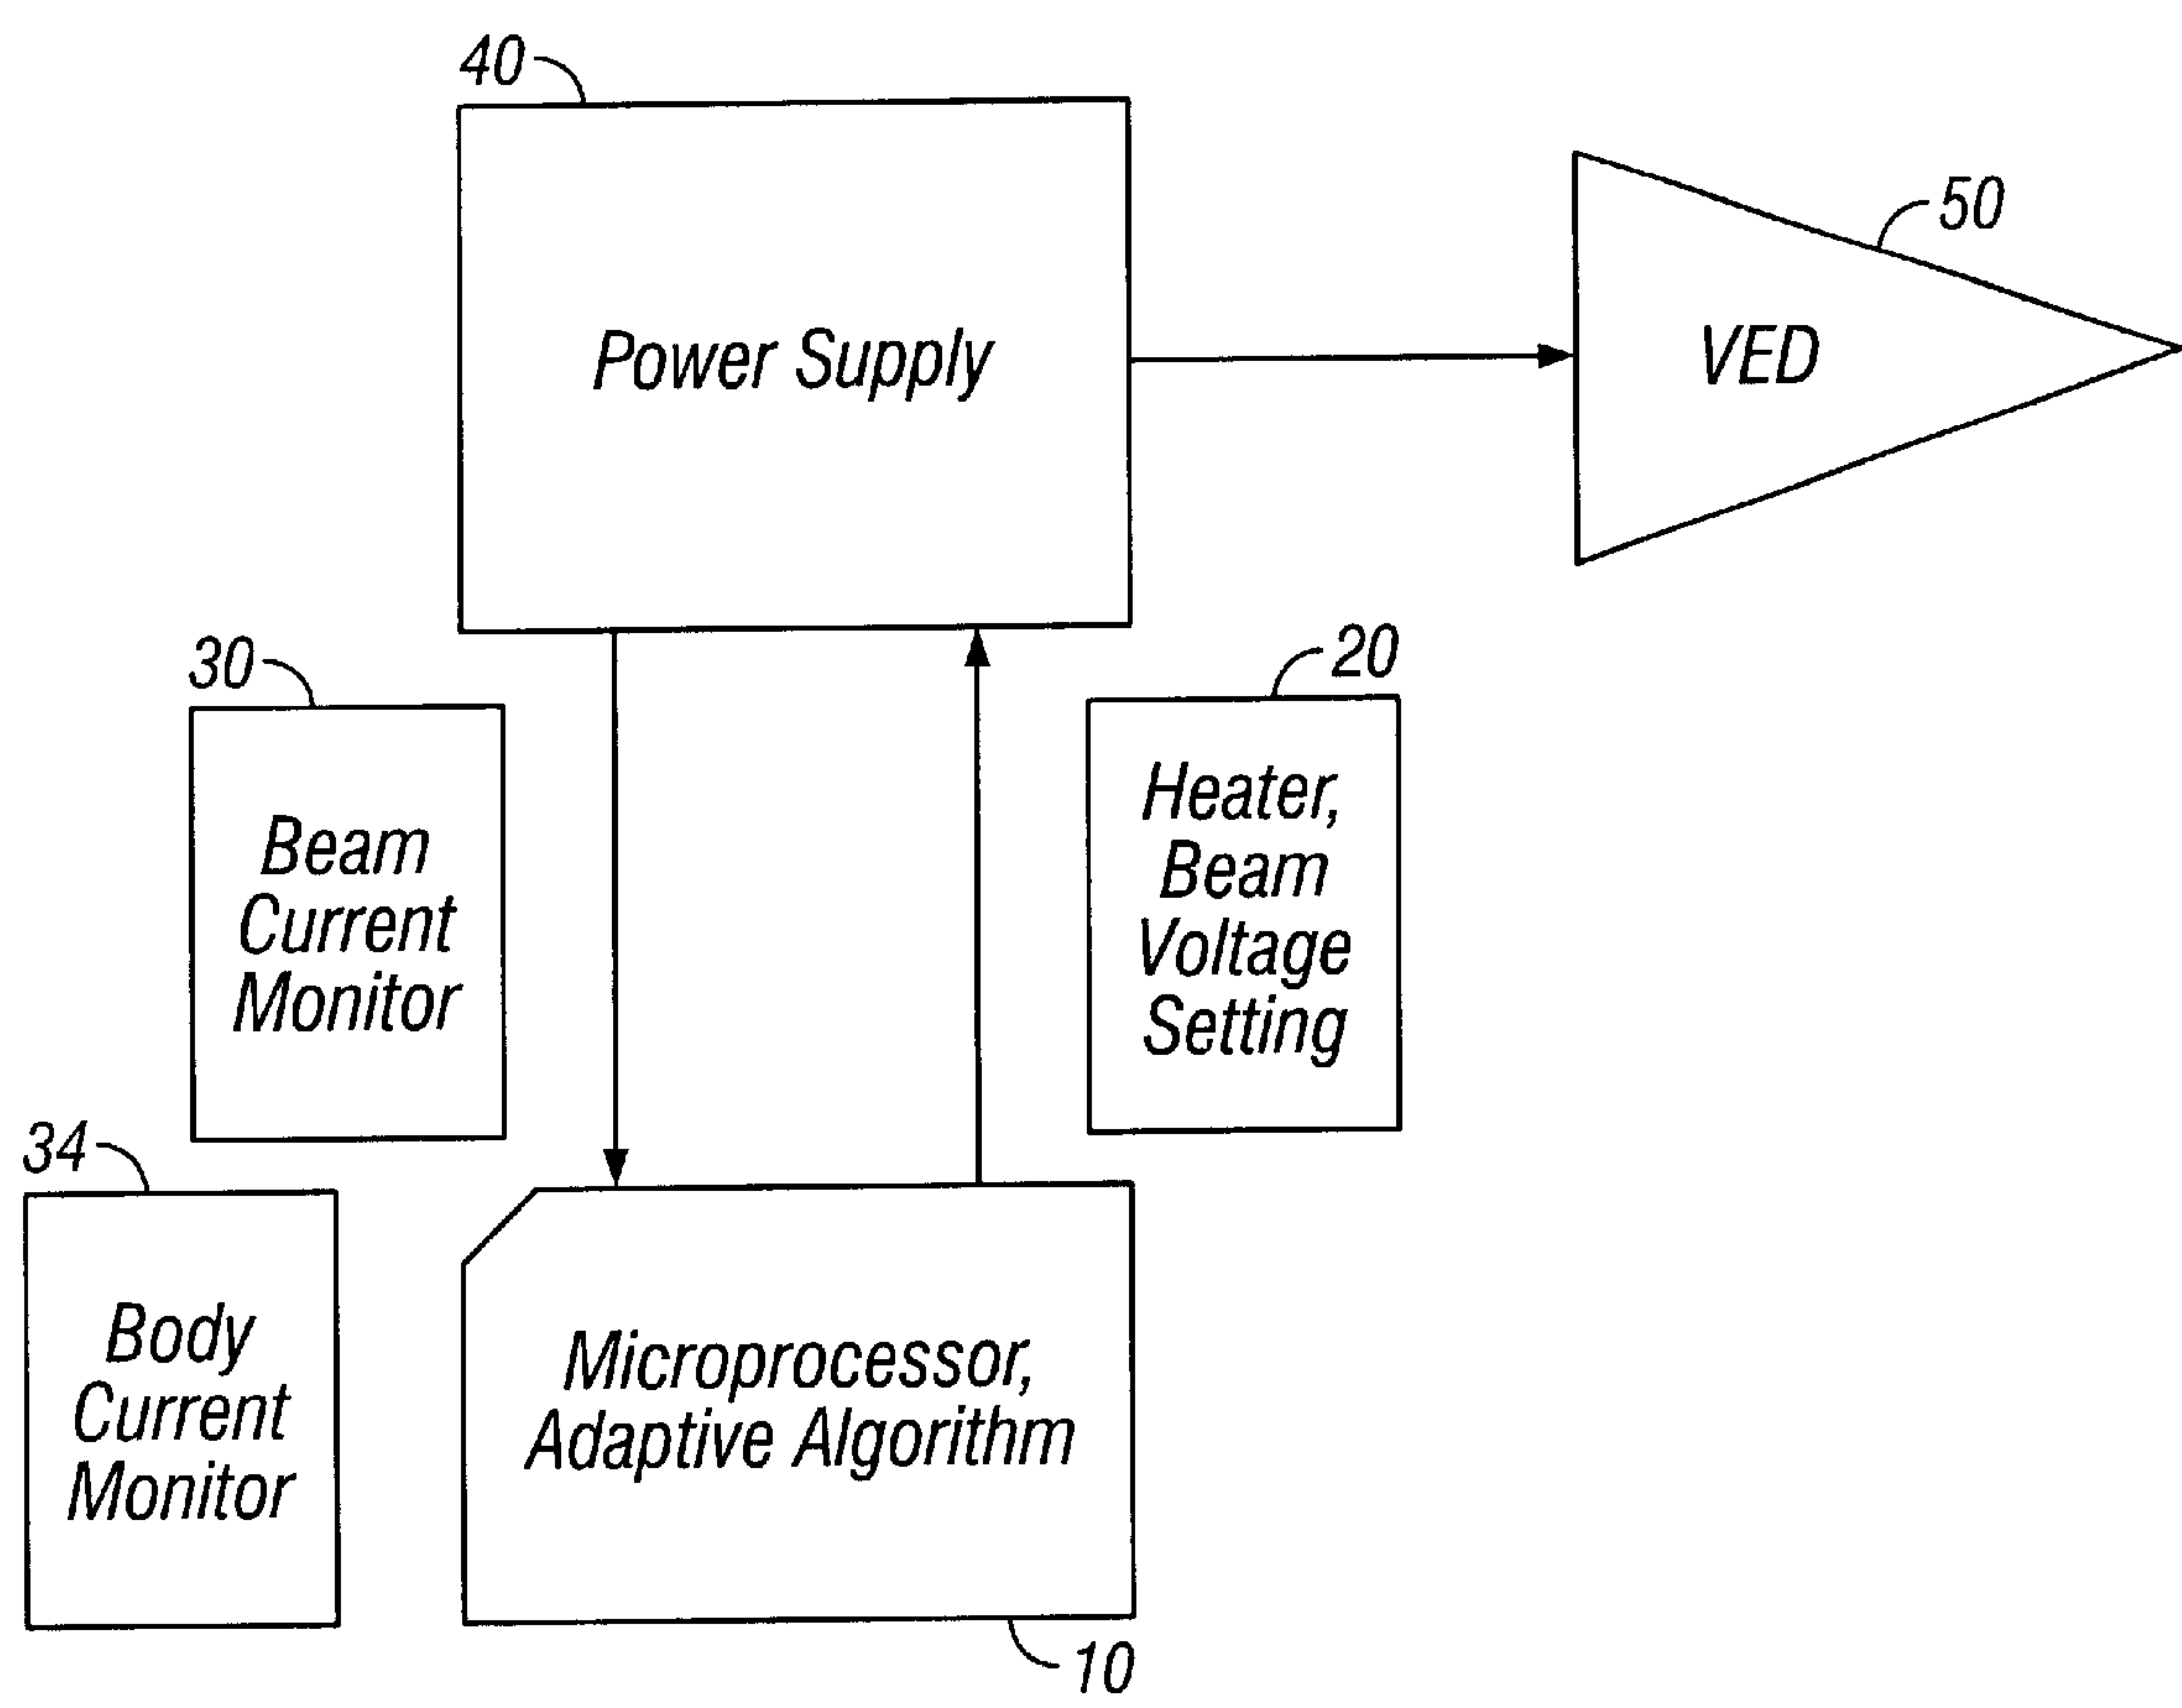 40
Power Supply
50
VED
30
Beam
Current
Monitor
20
Heater,
Beam
Voltage
Setting
34
Body
Current
Monitor
Microprocessor,
Adaptive Algorithm
10